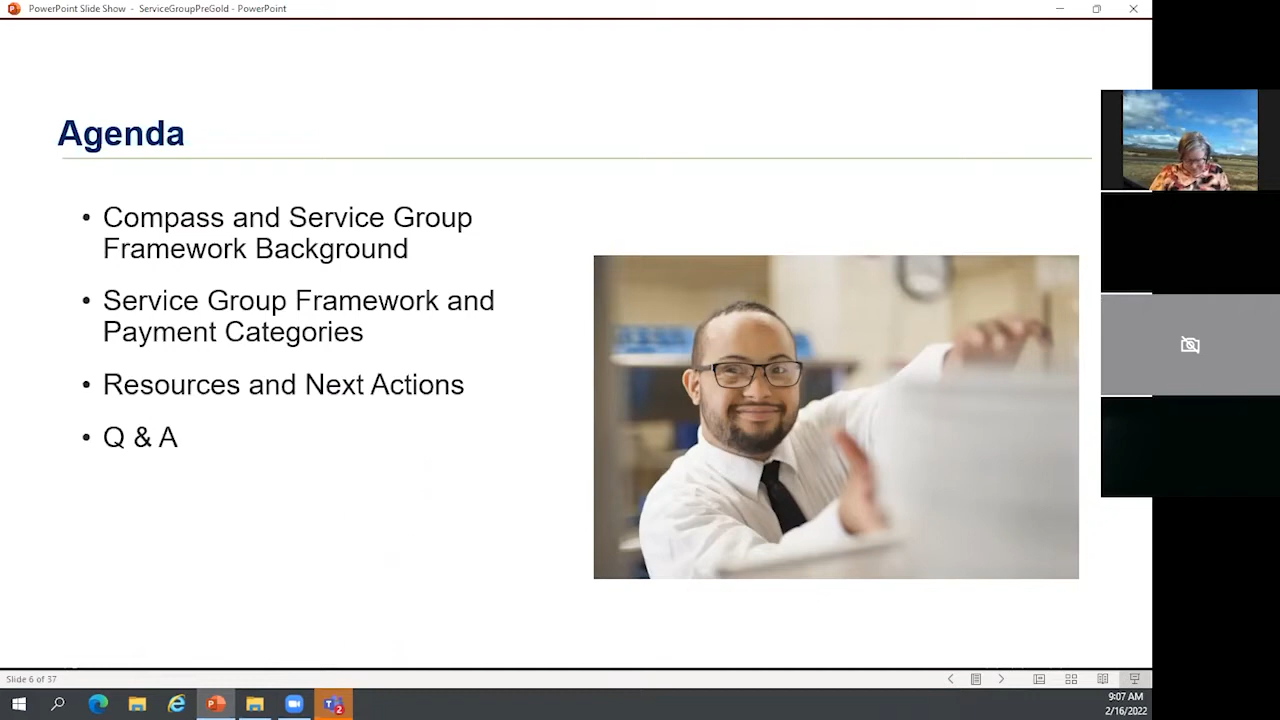 PowerPoint Slide Show - ServiceGroupPreGold - PowerPoint
Agenda
• Compass and Service Group
Framework Background
• Service Group Framework and
Payment Categories
• Resources and Next Actions
• Q & A
Slide 6 of 37
2
9:07 AM
2/16/2022